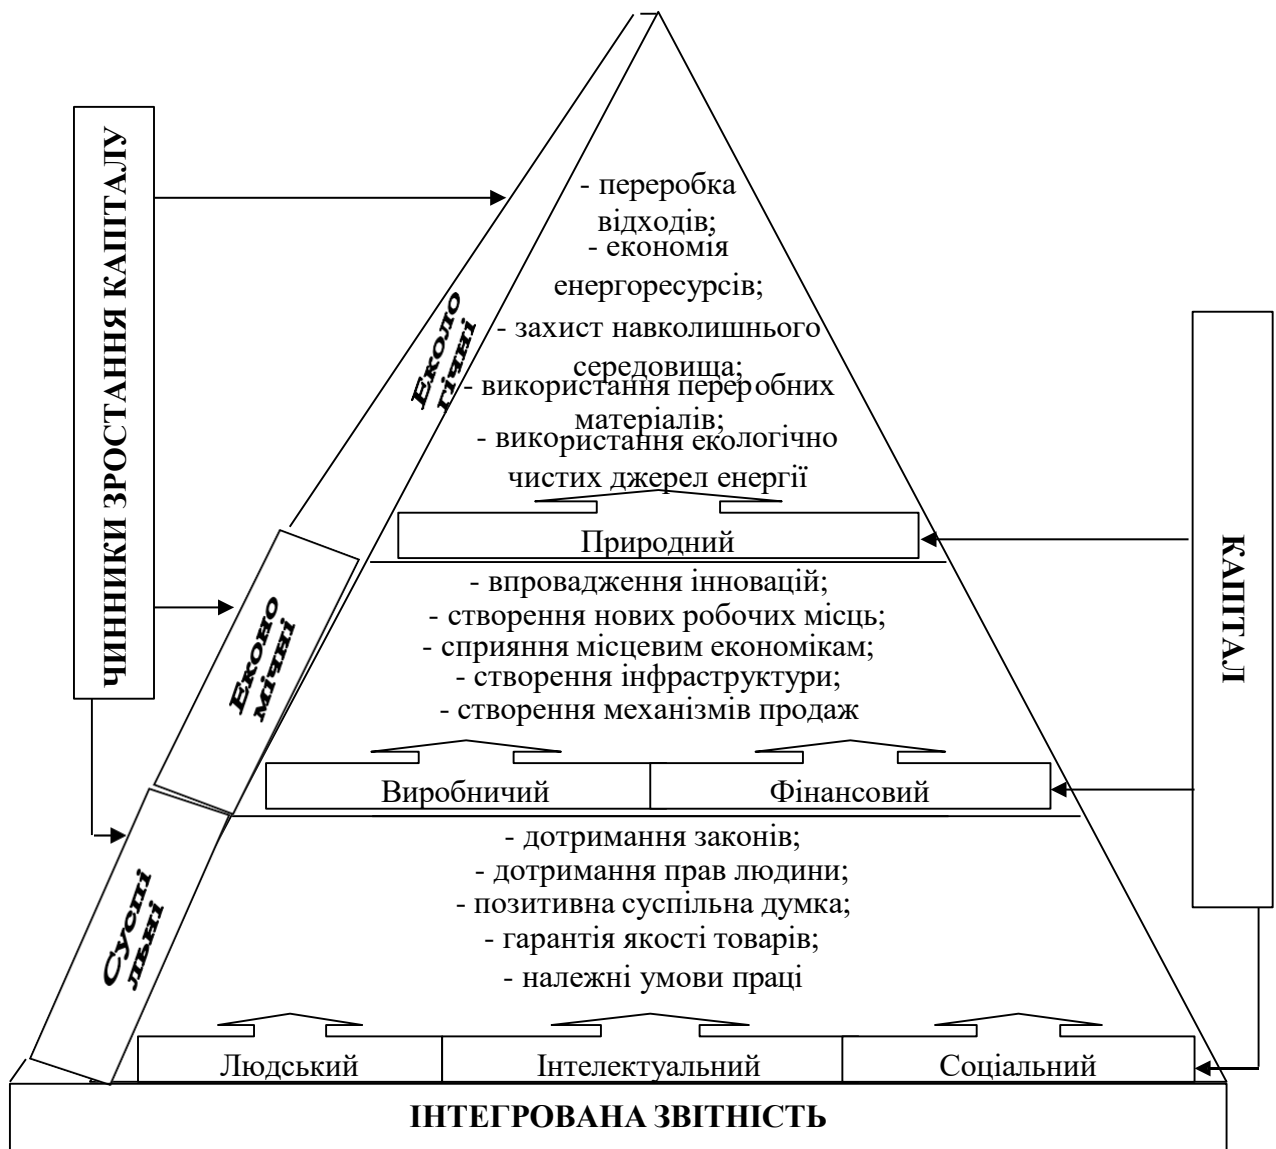 ЧИННИКИ ЗРОСТАННЯ КАПІТАЛУ
Еколо
гічні
Еконо
мічні
Суспі
льні
- переробка
відходів;
- економія
енергоресурсів;
- захист навколишнього
середовища;
- використання переробних
матеріалів;
- використання екологічно
чистих джерел енергії
Природний
- впровадження інновацій;
- створення нових робочих місць;
- сприяння місцевим економікам;
- створення інфраструктури;
- створення механізмів продаж
Виробничий
Фінансовий
- дотримання законів;
- дотримання прав людини;
- позитивна суспільна думка;
- гарантія якості товарів;
- належні умови праці
Людський
Інтелектуальний
Соціальний
КАПІТАЛ
ІНТЕГРОВАНА ЗВІТНІСТЬ